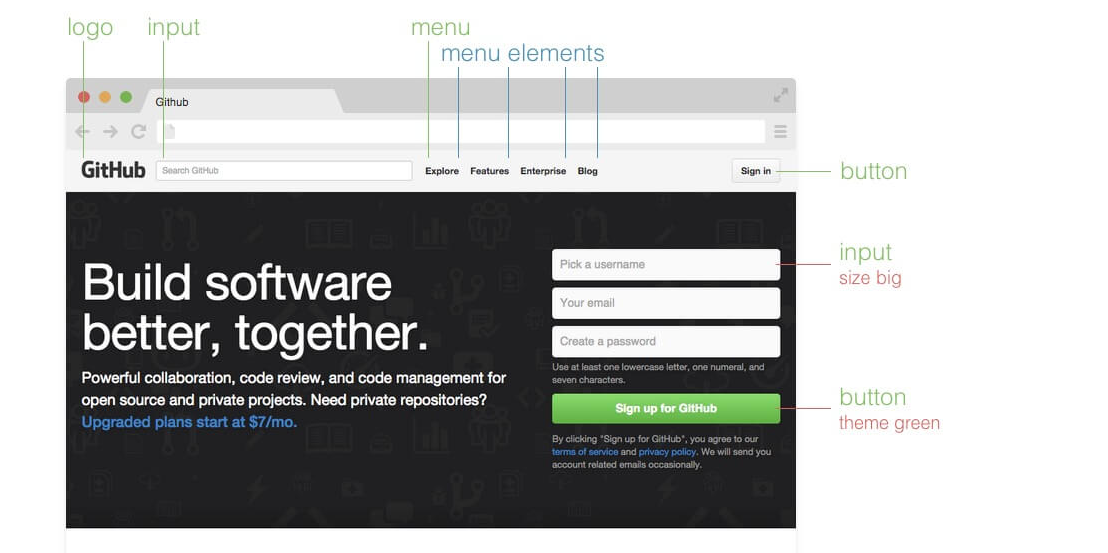 logo input menu
menu elements
Github
GitHub Search GitHub Explore Features Enterprise Blog Sign in
button
Build software
better, together.
Powerful collaboration, code review, and code management for
open source and private projects. Need private repositories?
Upgraded plans start at $7/mo.
Pick a username
input
size big
Your email
Create a password
Use at least one lowercase letter, one numeral, and
seven characters.
Sign up for GitHub
button
theme green
By clicking "Sign up for GitHub", you agree to our
terms of service and privacy policy. We will send you
account related emails occasionally.